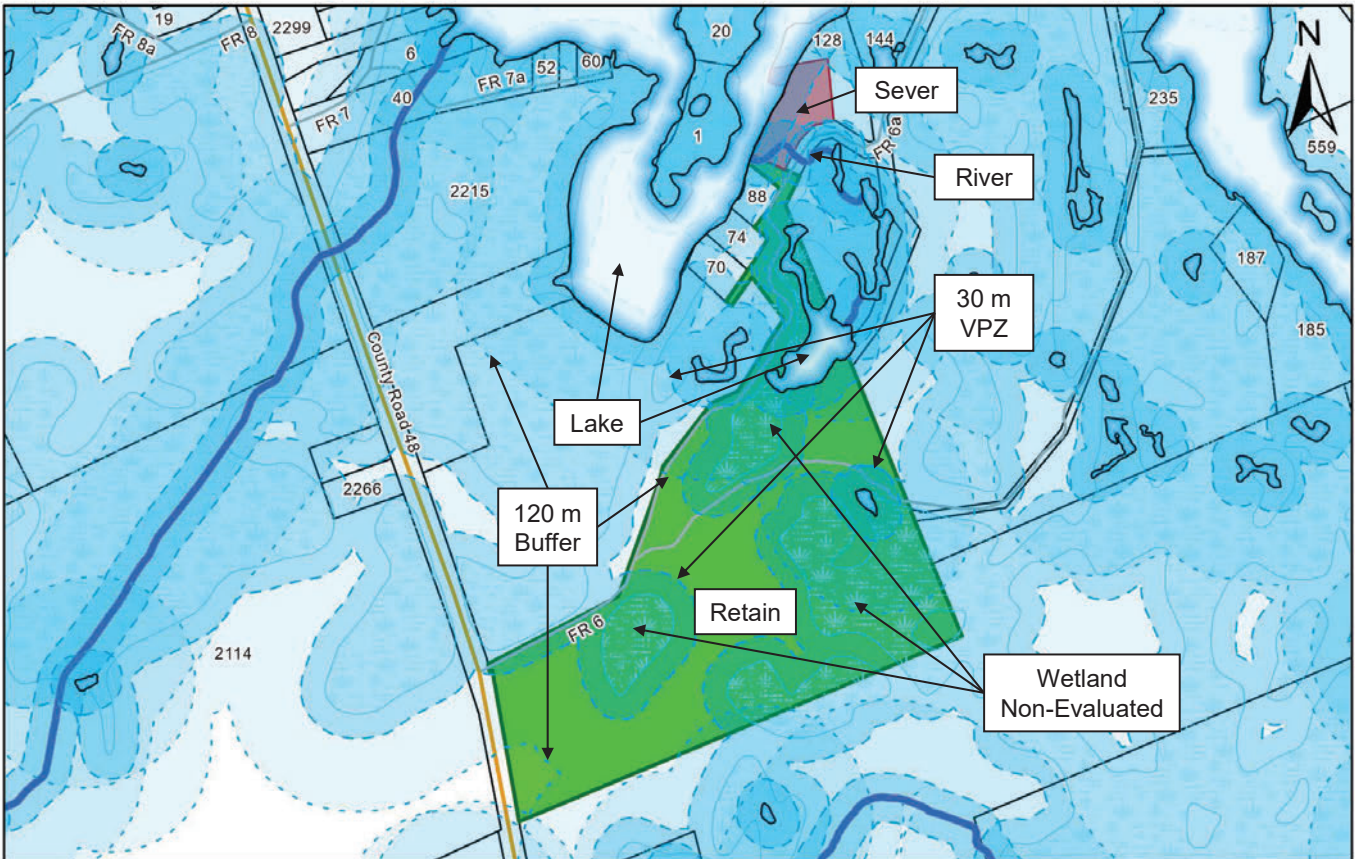 19
2299
20
128
144
N
FR 8a
FR 8
6
FR 7a
52
60
Sever
235
40
FR 7
1
FR 6a
559
River
2215
88
74
187
70
30 m
VPZ
185
County Road 48
Lake
2266
120 m
Buffer
Retain
FR 6
2114
Wetland
Non-Evaluated